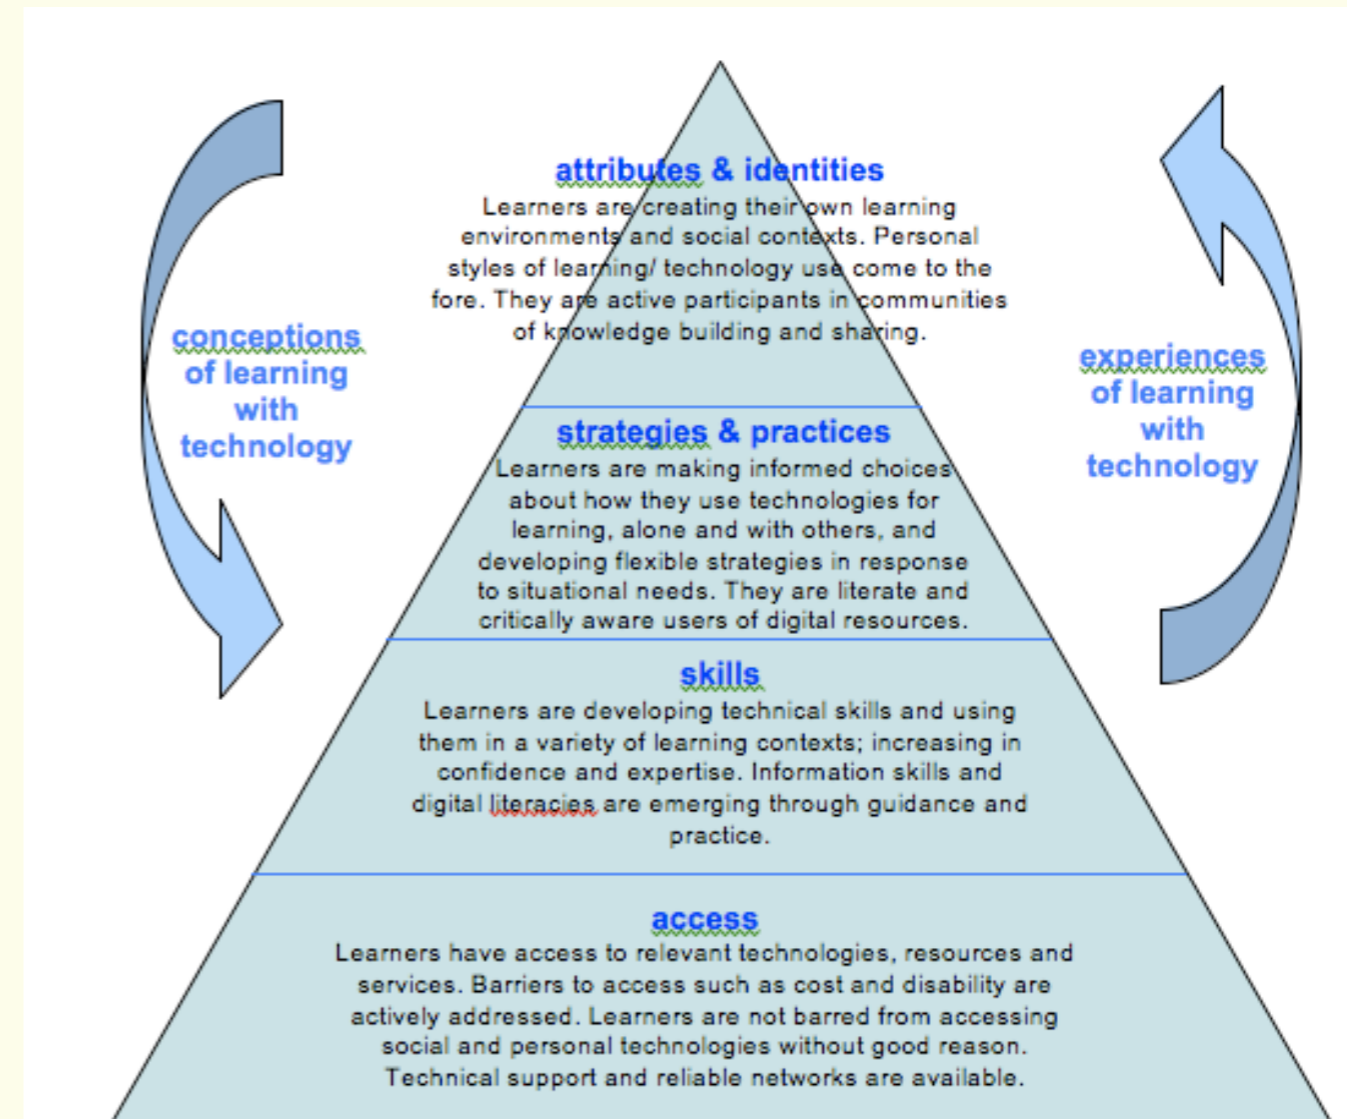 attributes & identities
Learners are creating their own learning
environments and social contexts. Personal
styles of learning/ technology use come to the
fore. They are active participants in communities
of knowledge building and sharing.
conceptions
of learning
with
technology
experiences
of learning
with
technology
strategies & practices
Learners are making informed choices
about how they use technologies for
learning, alone and with others, and
developing flexible strategies in response
to situational needs. They are literate and
critically aware users of digital resources.
skills
Learners are developing technical skills and using
them in a variety of learning contexts; increasing in
confidence and expertise. Information skills and
digital literacies are emerging through guidance and
practice.
access
Learners have access to relevant technologies, resources and
services. Barriers to access such as cost and disability are
actively addressed. Learners are not barred from accessing
social and personal technologies without good reason.
Technical support and reliable networks are available.